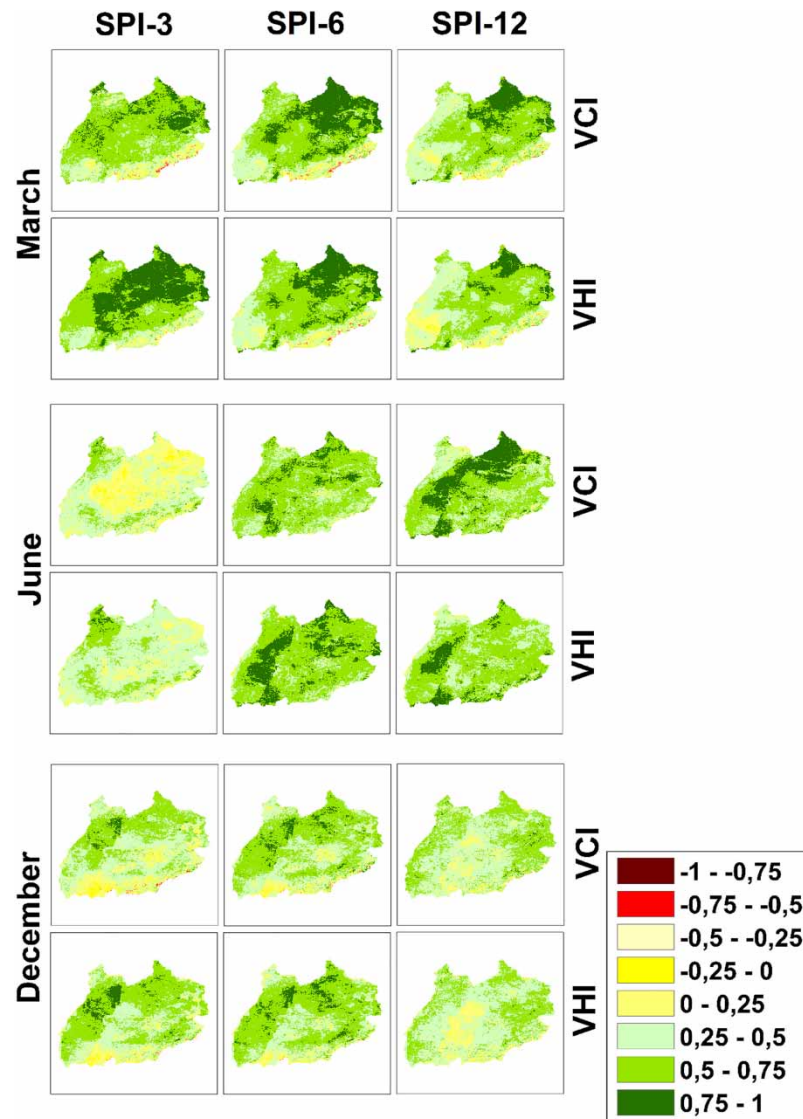 SPI-3 SPI-6 SPI-12
March
VCI
VHI
June
VCI
VHI
December
VCI
VHI
-1 - -0,75
-0,75 - -0,5
-0,5 - -0,25
-0,25 - 0
0 - 0,25
0,25 - 0,5
0,5 - 0,75
0,75 - 1